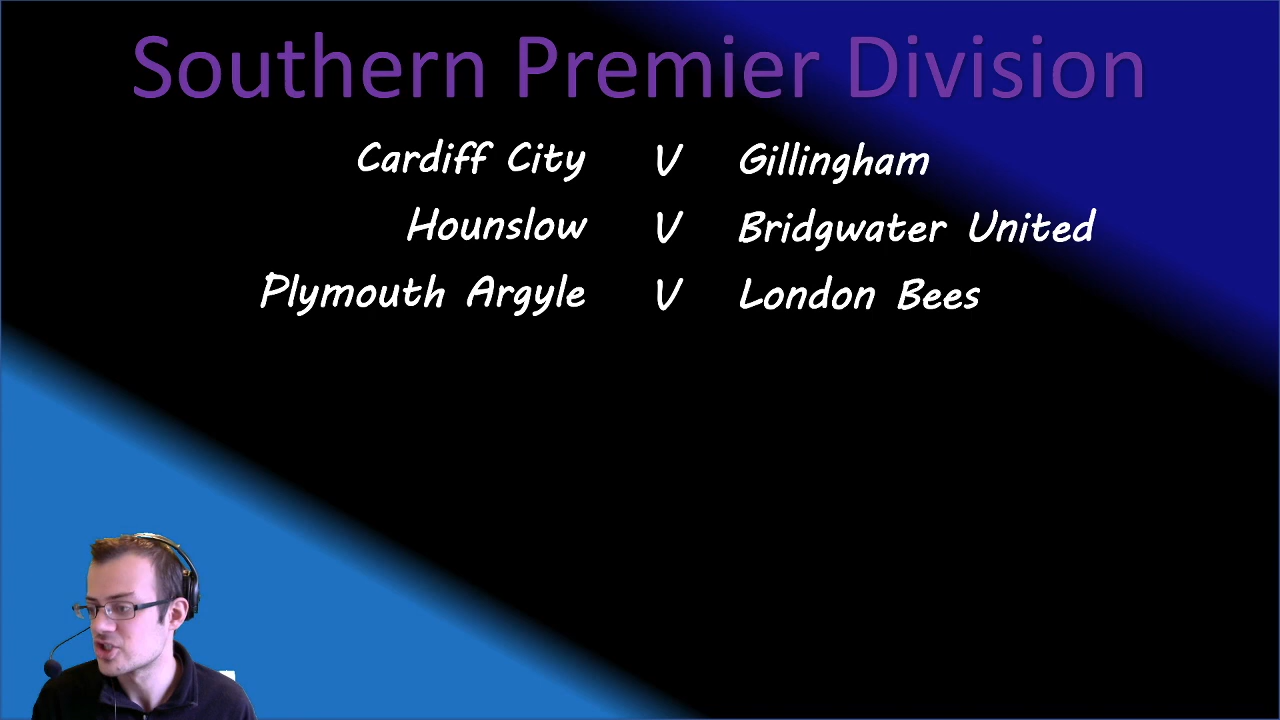 Southern Premier Division
Cardiff City V Gillingham
Hounslow V Bridgwater United
Plymouth Argyle V London Bees